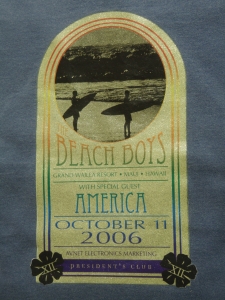 BEACH BOYS
GRAND WAILEA RESORT • MAUI • HAWAII
WITH SPECIAL GUEST
AMERICA
OCTOBER 11
2006
AVNET ELECTRONICS MARKETING
XII PRESIDENT'S CLUB XII